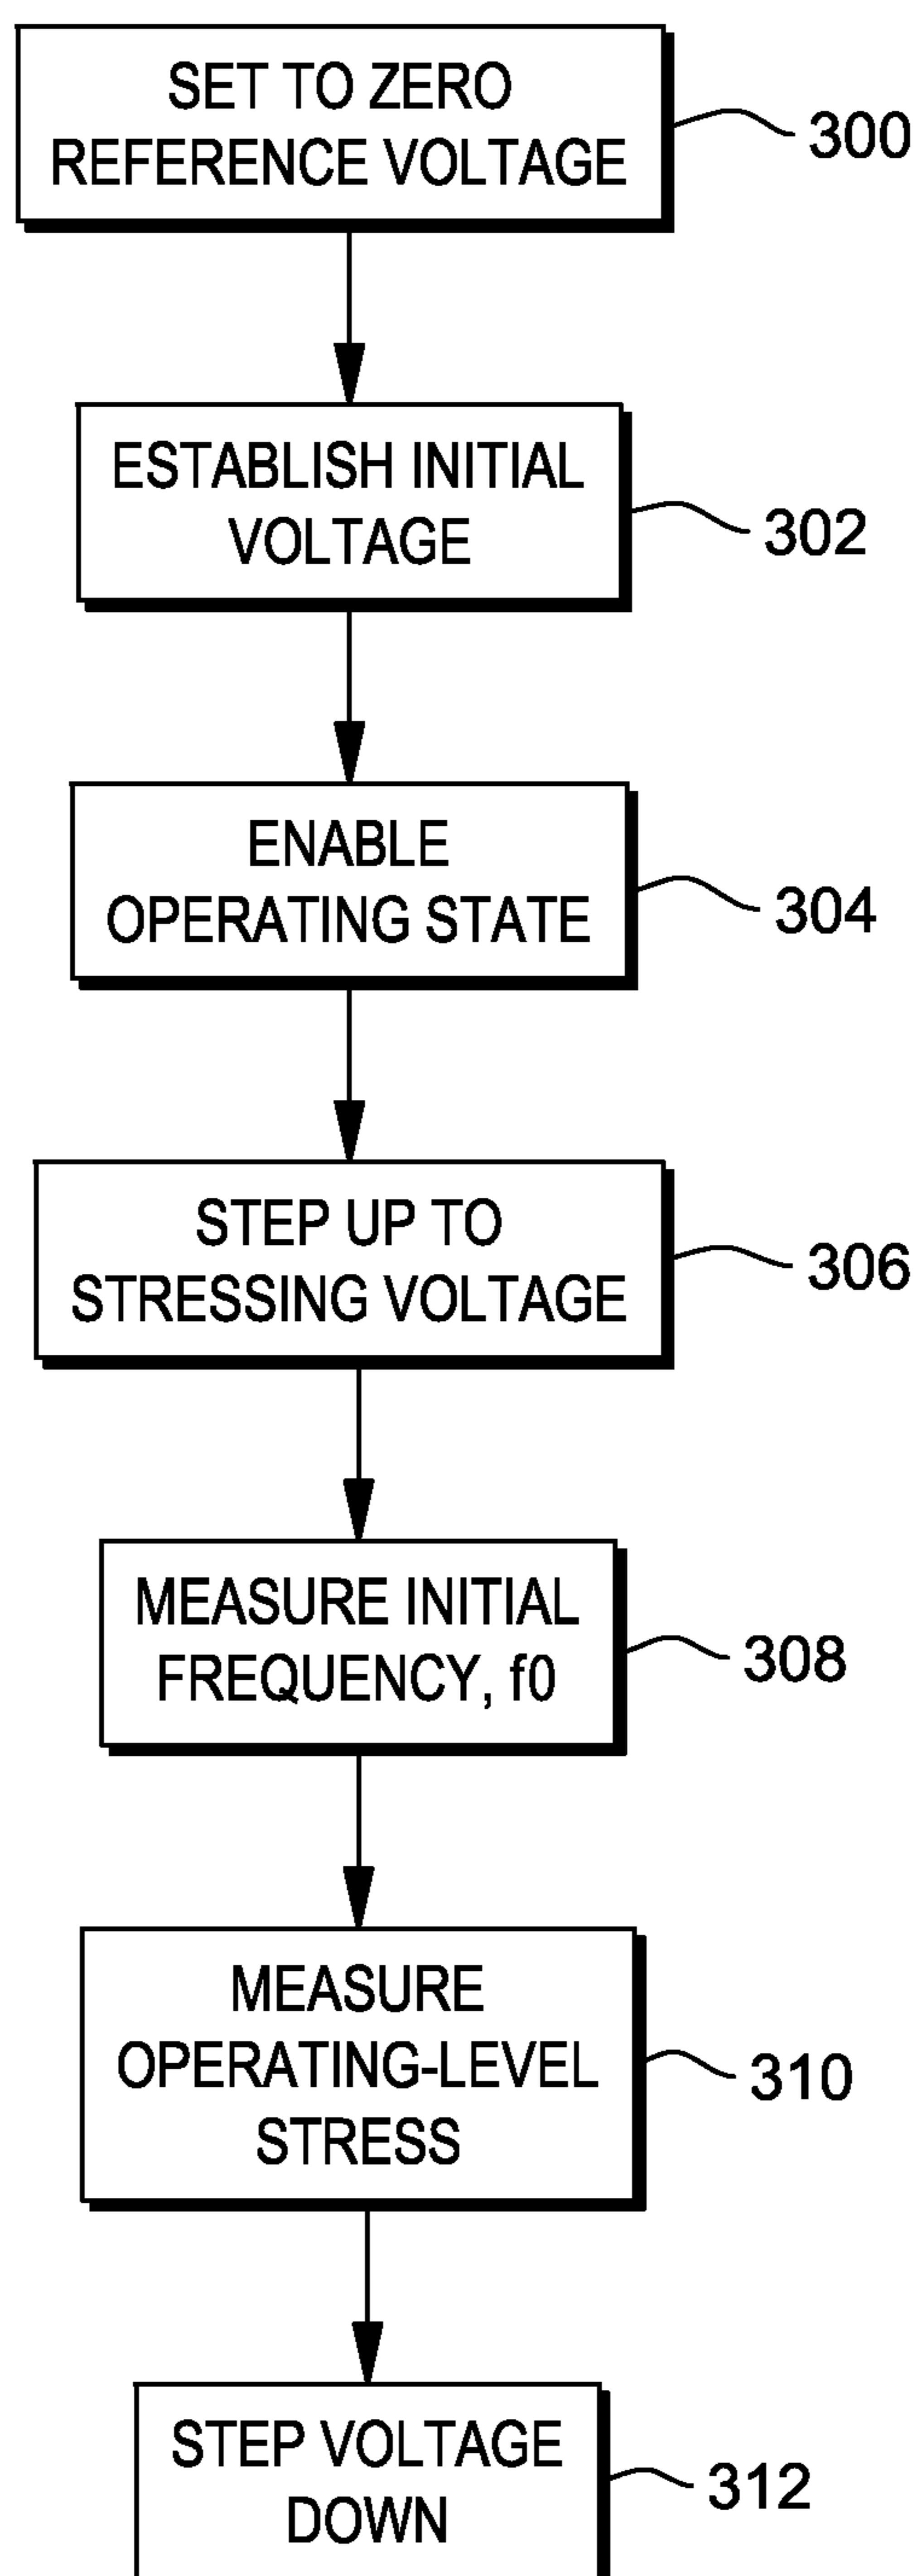 SET TO ZERO
REFERENCE VOLTAGE
300
ESTABLISH INITIAL
VOLTAGE
302
ENABLE
OPERATING STATE
304
STEP UP TO
STRESSING VOLTAGE
306
MEASURE INITIAL
FREQUENCY, f0
308
MEASURE
OPERATING-LEVEL
STRESS
310
STEP VOLTAGE
DOWN
312